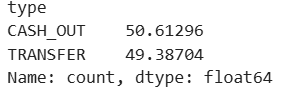 type
CASH_OUT    50.61296
TRANSFER    49.38704
Name: count, dtype: float64